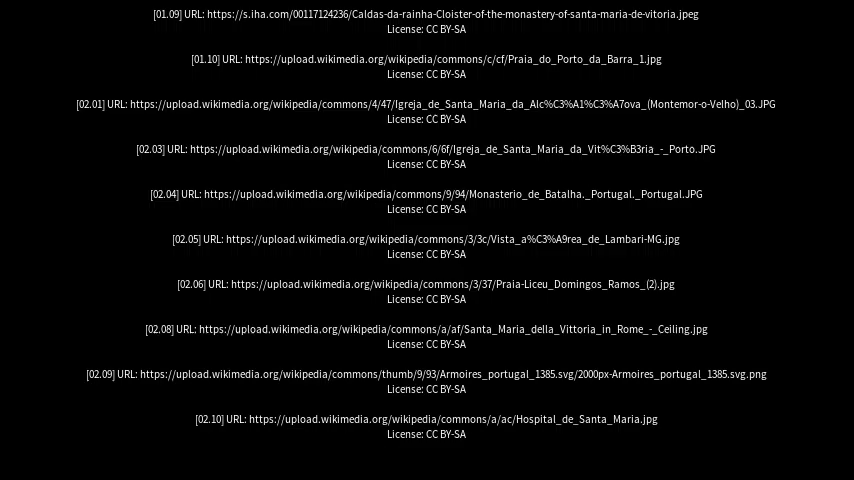 [01.09] URL: https://s.iha.com/00117124236/Caldas-da-rainha-Cloister-of-the-monastery-of-santa-maria-de-vitoria.jpeg
License: CC BY-SA
[01.10] URL: https://upload.wikimedia.org/wikipedia/commons/c/cf/Praia_do_Porto_da_Barra_1.jpg
License: CC BY-SA
[02.01] URL: https://upload.wikimedia.org/wikipedia/commons/4/47/Igreja_de_Santa_Maria_da_Alc%C3%A1%C3%A7ova_(Montemor-o-Velho)_03.JPG
License: CC BY-SA
[02.03] URL: https://upload.wikimedia.org/wikipedia/commons/6/6f/Igreja_de_Santa_Maria_da_Vit%C3%B3ria_-_Porto.JPG
License: CC BY-SA
[02.04] URL: https://upload.wikimedia.org/wikipedia/commons/9/94/Monasterio_de_Batalha._Portugal._Portugal.JPG
License: CC BY-SA
[02.05] URL: https://upload.wikimedia.org/wikipedia/commons/3/3c/Vista_a%C3%A9rea_de_Lambari-MG.jpg
License: CC BY-SA
[02.06] URL: https://upload.wikimedia.org/wikipedia/commons/3/37/Praia-Liceu_Domingos_Ramos_(2).jpg
License: CC BY-SA
[02.08] URL: https://upload.wikimedia.org/wikipedia/commons/a/af/Santa_Maria_della_Vittoria_in_Rome_-_Ceiling.jpg
License: CC BY-SA
[02.09] URL: https://upload.wikimedia.org/wikipedia/commons/thumb/9/93/Armoires_portugal_1385.svg/2000px-Armoires_portugal_1385.svg.png
License: CC BY-SA
[02.10] URL: https://upload.wikimedia.org/wikipedia/commons/a/ac/Hospital_de_Santa_Maria.jpg
License: CC BY-SA